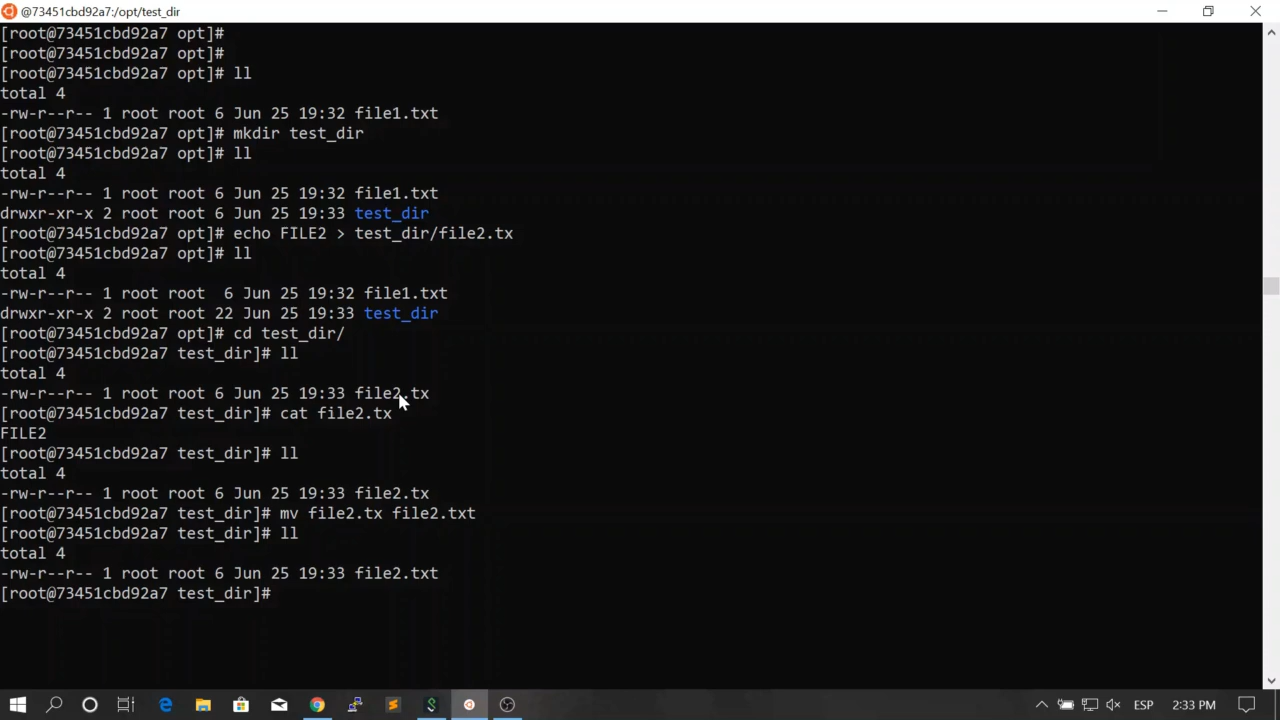 @73451cbd92a7:/opt/test_dir
[root@73451cbd92a7 opt]#
[root@73451cbd92a7 opt]#
[root@73451cbd92a7 opt]# ll
total 4
-rw-r--r-- 1 root root 6 Jun 25 19:32 file1.txt
[root@73451cbd92a7 opt]# mkdir test_dir
[root@73451cbd92a7 opt]# ll
total 4
-rw-r--r-- 1 root root 6 Jun 25 19:32 file1.txt
drwxr-xr-x 2 root root 6 Jun 25 19:33 test_dir
[root@73451cbd92a7 opt]# echo FILE2 > test_dir/file2.tx
[root@73451cbd92a7 opt]# ll
total 4
-rw-r--r-- 1 root root  6 Jun 25 19:32 file1.txt
drwxr-xr-x 2 root root 22 Jun 25 19:33 test_dir
[root@73451cbd92a7 opt]# cd test_dir/
[root@73451cbd92a7 test_dir]# ll
total 4
-rw-r--r-- 1 root root 6 Jun 25 19:33 file2.tx
[root@73451cbd92a7 test_dir]# cat file2.tx
FILE2
[root@73451cbd92a7 test_dir]# ll
total 4
-rw-r--r-- 1 root root 6 Jun 25 19:33 file2.tx
[root@73451cbd92a7 test_dir]# mv file2.tx file2.txt
[root@73451cbd92a7 test_dir]# ll
total 4
-rw-r--r-- 1 root root 6 Jun 25 19:33 file2.txt
[root@73451cbd92a7 test_dir]#
ESP 2:33 PM